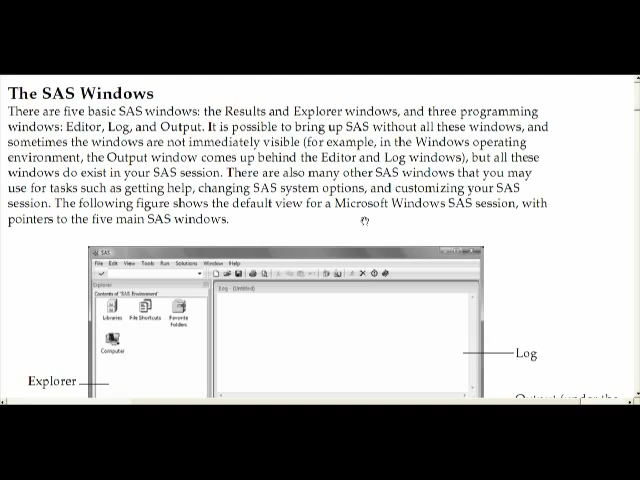 The SAS Windows
There are five basic SAS windows: the Results and Explorer windows, and three programming
windows: Editor, Log, and Output. It is possible to bring up SAS without all these windows, and
sometimes the windows are not immediately visible (for example, in the Windows operating
environment, the Output window comes up behind the Editor and Log windows), but all these
windows do exist in your SAS session. There are also many other SAS windows that you may
use for tasks such as getting help, changing SAS system options, and customizing your SAS
session. The following figure shows the default view for a Microsoft Windows SAS session, with
pointers to the five main SAS windows.
SAS
File Edit View Tools Run Solutions Window Help
Explorer
Contents of 'SAS Environment'
Log - (Untitled)
Libraries File Shortcuts Favorite Folders
Computer
Log
Explorer
Output (under the